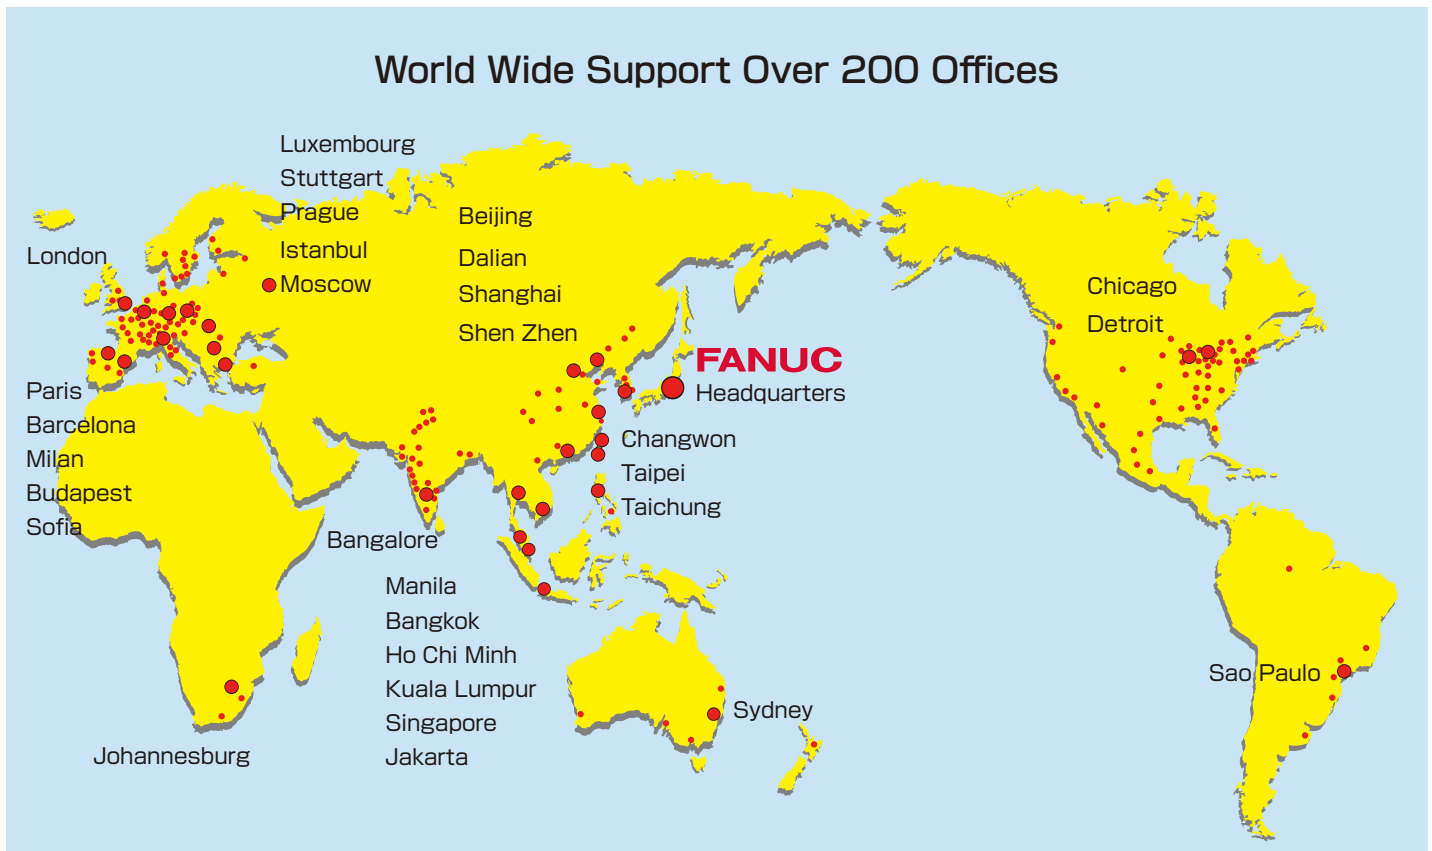 World Wide Support Over 200 Offices
Luxembourg
Stuttgart
Prague
Istanbul
Moscow
London
Beijing
Dalian
Shanghai
Shen Zhen
Chicago
Detroit
FANUC
Headquarters
Paris
Barcelona
Milan
Budapest
Sofia
Changwon
Taipei
Taichung
Bangalore
Manila
Bangkok
Ho Chi Minh
Kuala Lumpur
Singapore
Jakarta
Sao Paulo
Sydney
Johannesburg